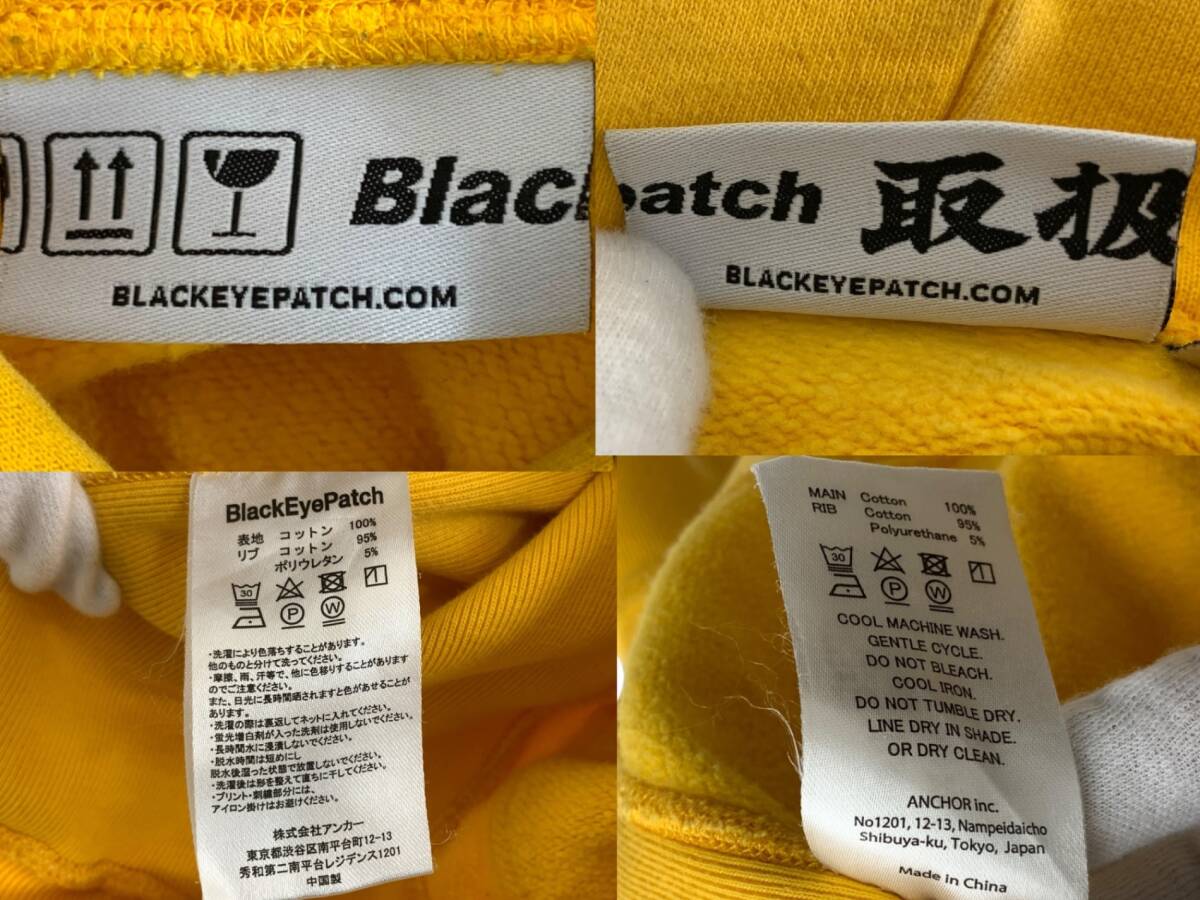 Blac
BLACKEYEPATCH.COM
patch 取扱
BLACKEYEPATCH.COM
BlackEyePatch
表地 コットン 100%
リブ コットン 95%
ポリウレタン 5%
30
P W
・洗濯により色落ちすることがあります。
他のものと分けて洗ってください。
・摩擦、雨、汗等で、他に色移りすることがあります
のでご注意ください。
また、日光に長時間晒されますと色があせることが
あります。
・洗濯の際は裏返してネットに入れてください。
・蛍光増白剤が入った洗剤は使用しないでください。
・長時間水に浸漬しないでください。
・脱水時間は短めにし
脱水後湿った状態で放置しないでください。
・洗濯後は形を整えて直ちに干してください。
・プリント・刺繍部分には、
アイロン掛けはお避けください。
株式会社アンカー
東京都渋谷区南平台町12-13
秀和第二南平台レジデンス1201
中国製
MAIN Cotton 100%
RIB Cotton 95%
Polyurethane 5%
30
P W
COOL MACHINE WASH.
GENTLE CYCLE.
DO NOT BLEACH.
COOL IRON.
DO NOT TUMBLE DRY.
LINE DRY IN SHADE.
OR DRY CLEAN.
ANCHOR inc.
No1201, 12-13, Nampeidaicho
Shibuya-ku, Tokyo, Japan
Made in China